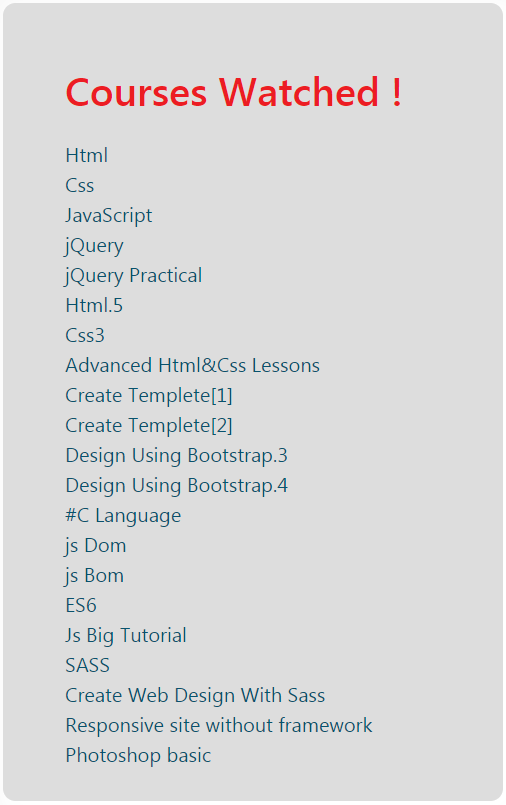 Courses Watched !
Html
Css
JavaScript
jQuery
jQuery Practical
Html.5
Css3
Advanced Html&Css Lessons
Create Templete[1]
Create Templete[2]
Design Using Bootstrap.3
Design Using Bootstrap.4
#C Language
js Dom
js Bom
ES6
Js Big Tutorial
SASS
Create Web Design With Sass
Responsive site without framework
Photoshop basic